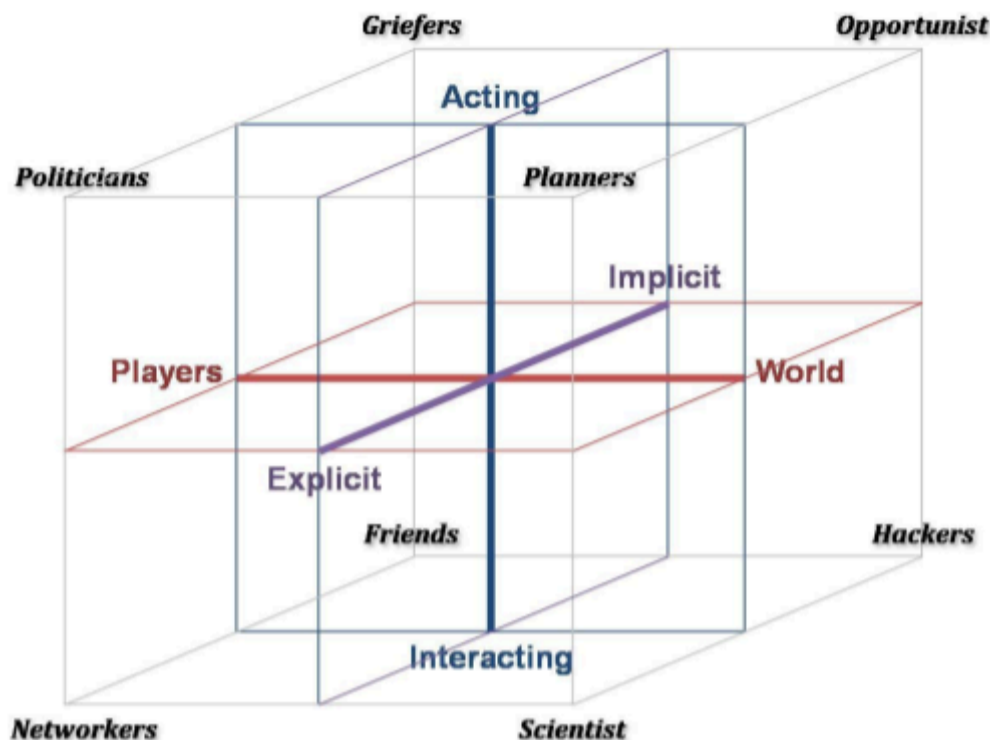 Griefers
Opportunist
Acting
Politicians
Planners
Implicit
Players
World
Explicit
Friends
Hackers
Interacting
Networkers
Scientist